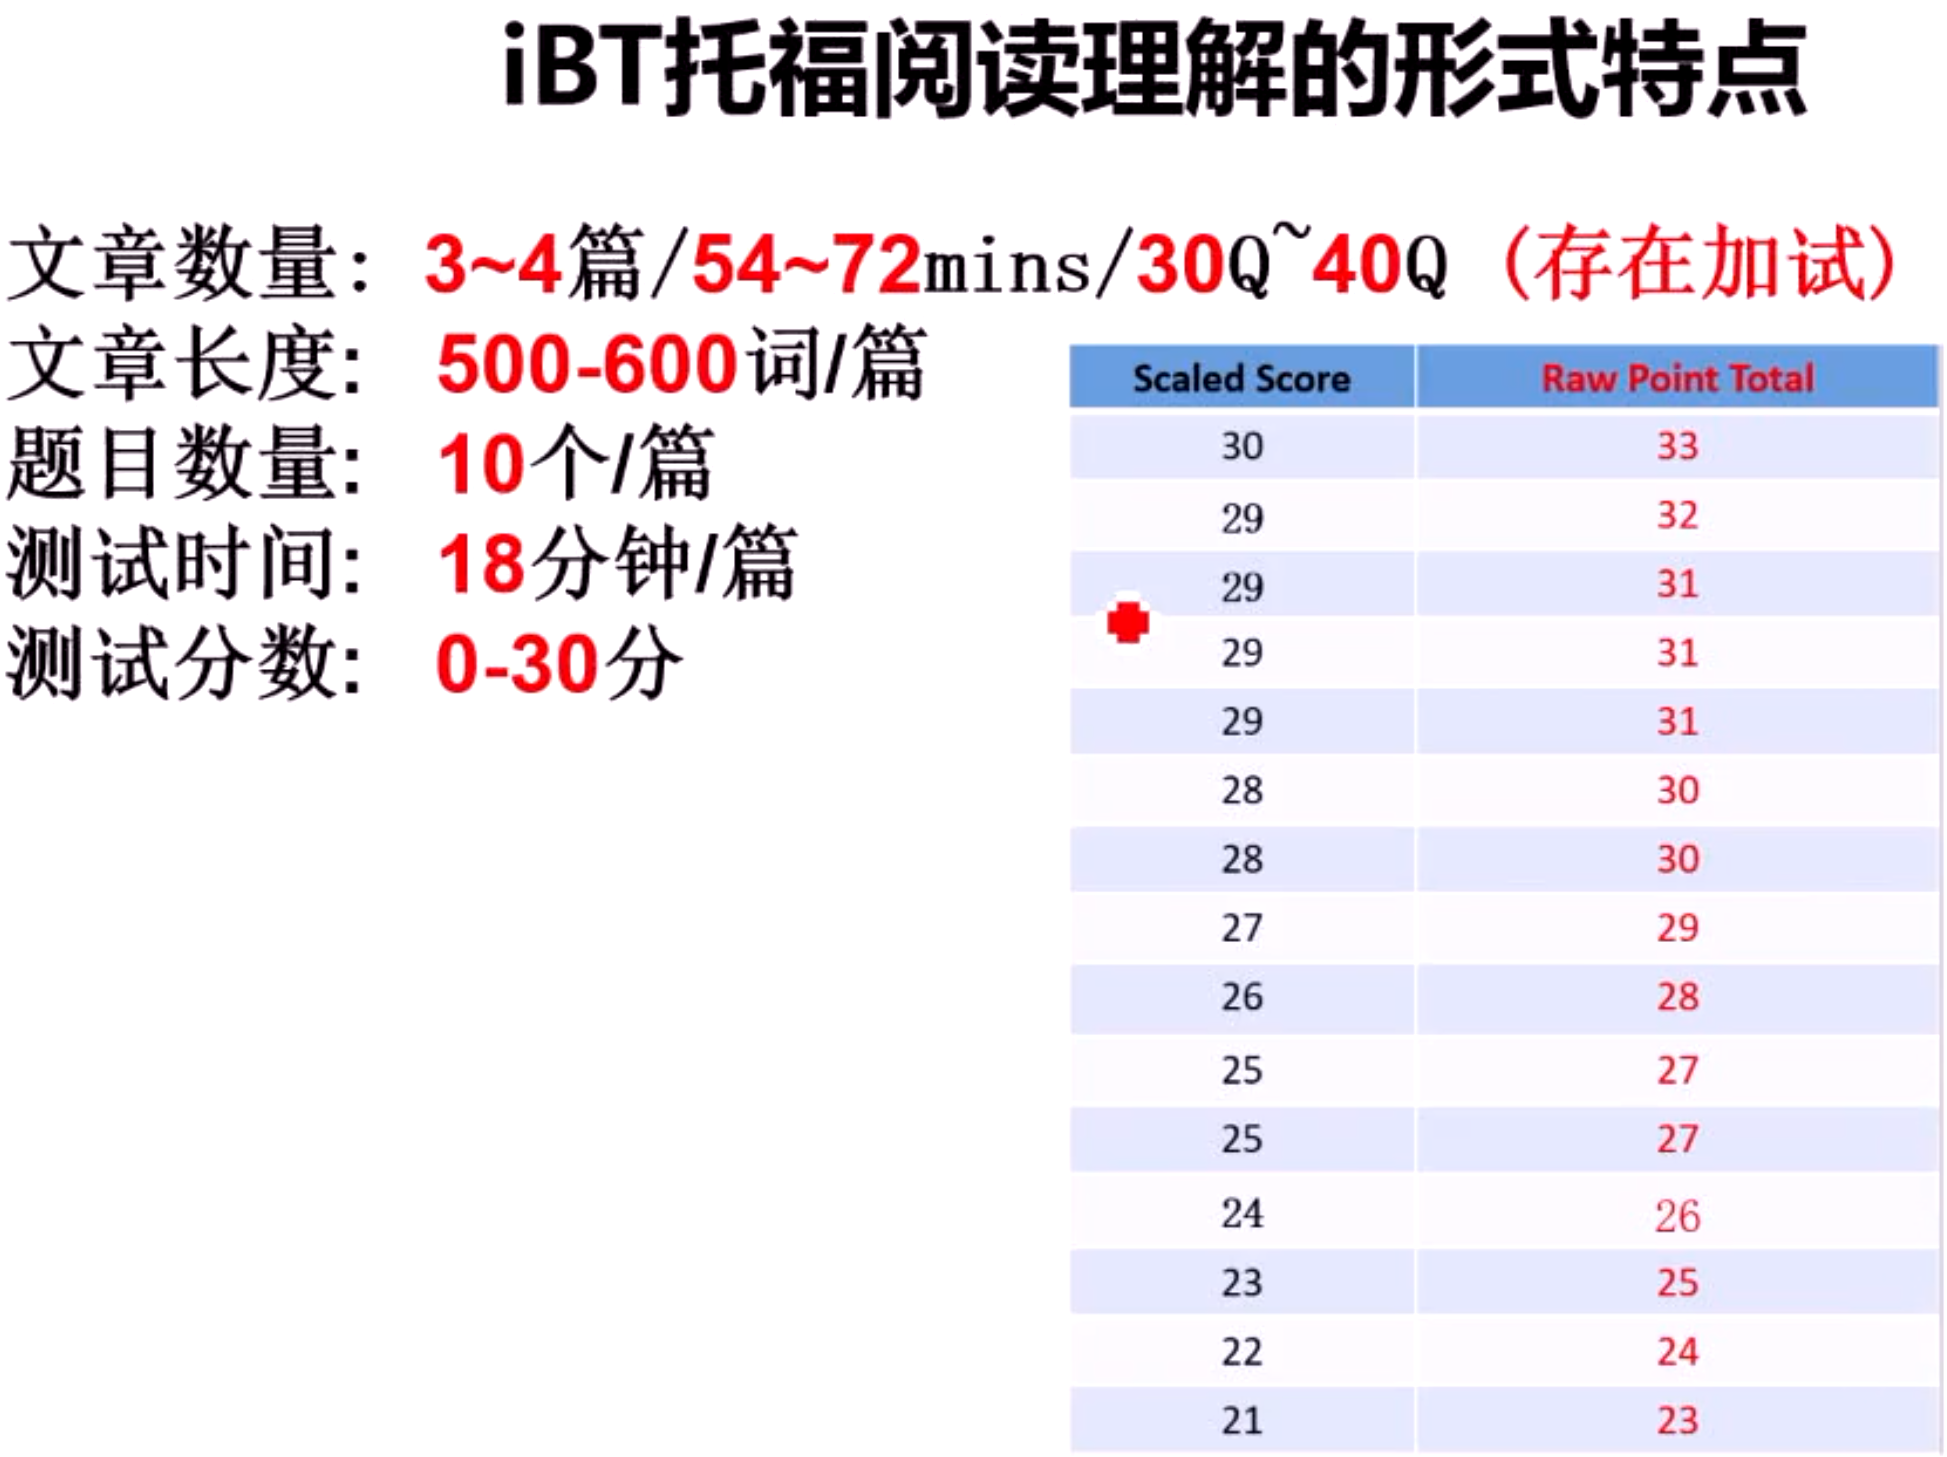 iBT托福阅读理解的形式特点
文章数量: 3~4篇/54~72mins/30Q~40Q (存在加试)
文章长度: 500-600词/篇
题目数量: 10个/篇
测试时间: 18分钟/篇
测试分数: 0-30分
Scaled Score Raw Point Total
30 33
29 32
29 31
29 31
29 31
28 30
28 30
27 29
26 28
25 27
25 27
24 26
23 25
22 24
21 23